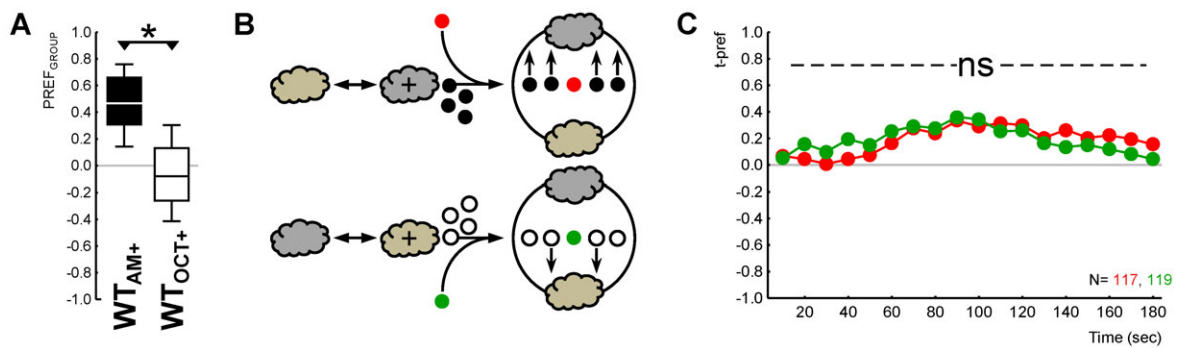 A
PREFGROUP
1.0
0.8
0.6
0.4
0.2
0.0
-0.2
-0.4
-0.6
-0.8
-1.0
*
WTAM+
WTOCT+
B
+
+
C
t-pref
1.0
0.8
0.6
0.4
0.2
0.0
-0.2
-0.4
-0.6
-0.8
-1.0
ns
N= 117, 119
20 40 60 80 100 120 140 160 180
Time (sec)